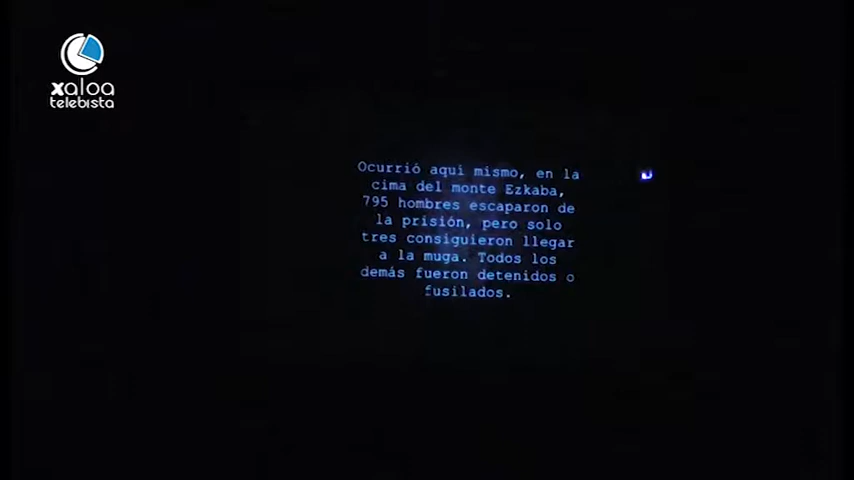 xaloa
telebista
Ocurrió aquí mismo, en la
cima del monte Ezkaba,
795 hombres escaparon de
la prisión, pero solo
tres consiguieron llegar
a la muga. Todos los
demás fueron detenidos o
fusilados.